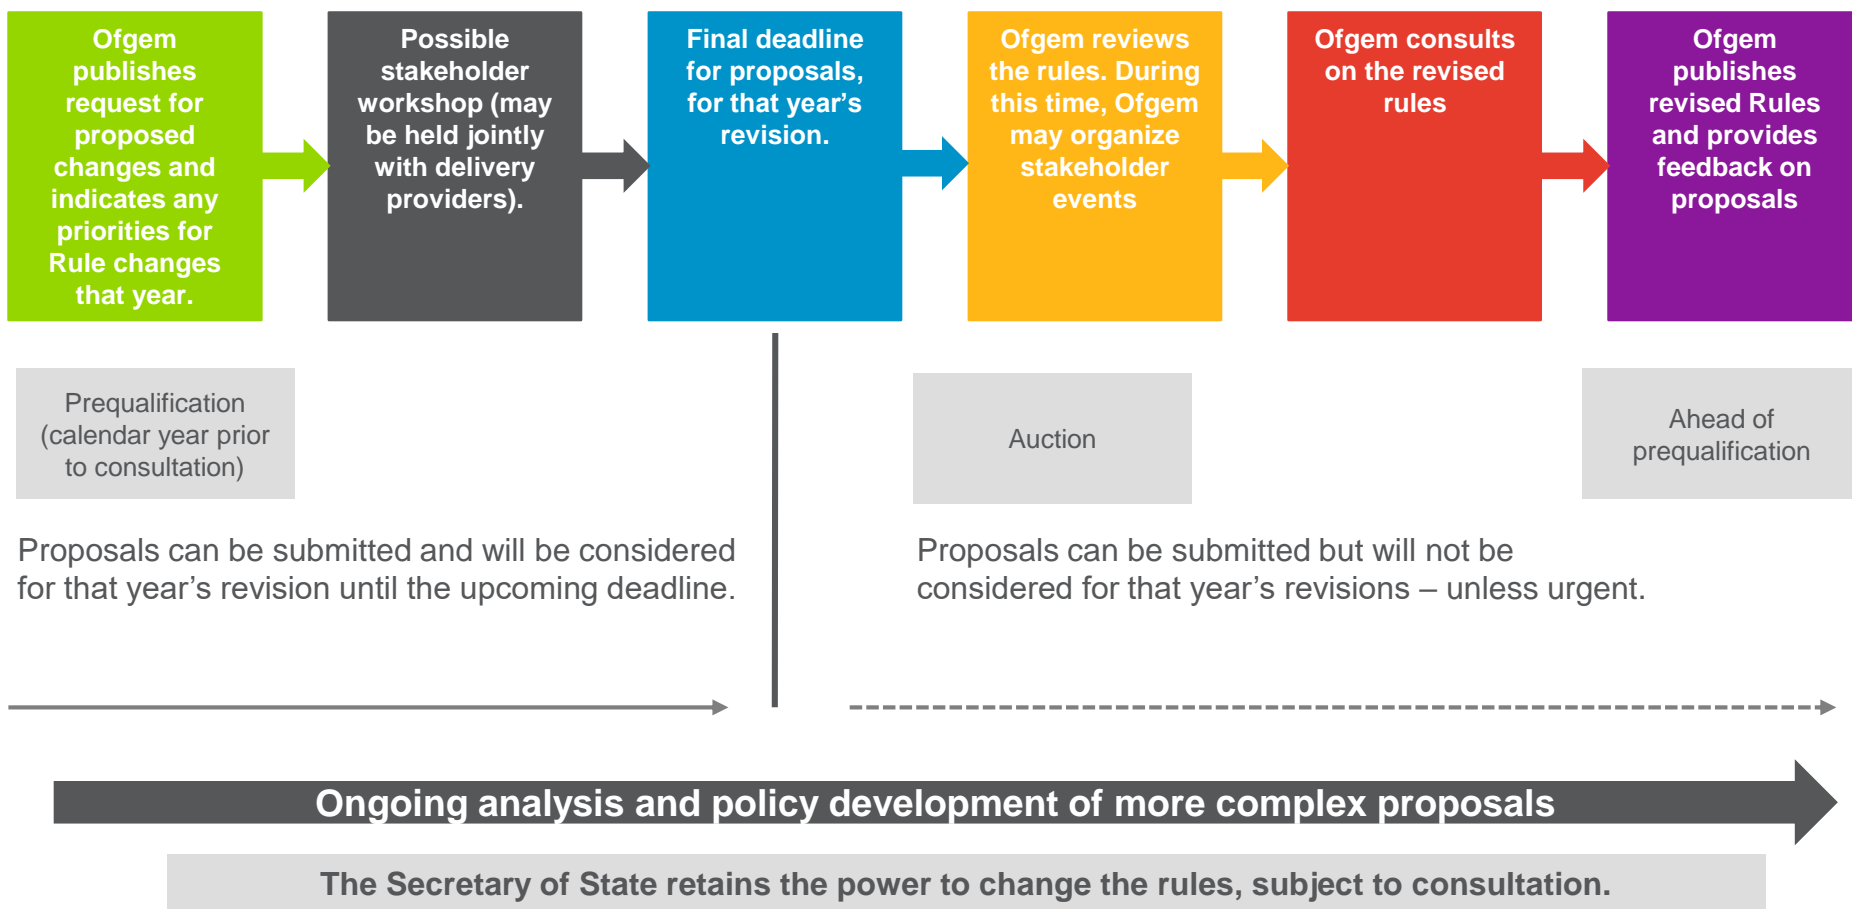 Ofgem
publishes
request for
proposed
changes and
indicates any
priorities for
Rule changes
that year.
Possible
stakeholder
workshop (may
be held jointly
with delivery
providers).
Final deadline
for proposals,
for that year’s
revision.
Ofgem reviews
the rules. During
this time, Ofgem
may organize
stakeholder
events
Ofgem consults
on the revised
rules
Ofgem
publishes
revised Rules
and provides
feedback on
proposals
Prequalification
(calendar year prior
to consultation)
Auction
Ahead of
prequalification
Proposals can be submitted and will be considered
for that year’s revision until the upcoming deadline.
Proposals can be submitted but will not be
considered for that year’s revisions – unless urgent.
Ongoing analysis and policy development of more complex proposals
The Secretary of State retains the power to change the rules, subject to consultation.